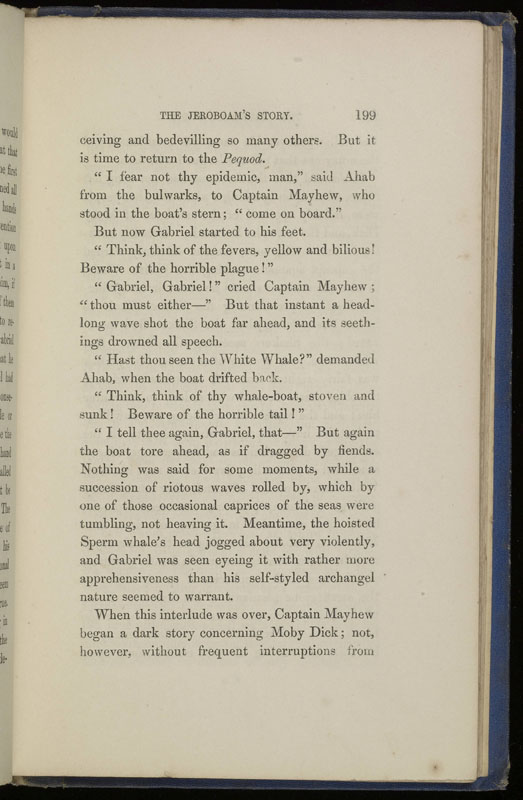 THE JEROBOAM'S STORY. 199
ceiving and bedevilling so many others. But it
is time to return to the Pequod.
" I fear not thy epidemic, man," said Ahab
from the bulwarks, to Captain Mayhew, who
stood in the boat's stern; " come on board."
But now Gabriel started to his feet.
" Think, think of the fevers, yellow and bilious!
Beware of the horrible plague!"
" Gabriel, Gabriel!" cried Captain Mayhew;
" thou must either—" But that instant a head-
long wave shot the boat far ahead, and its seeth-
ings drowned all speech.
" Hast thou seen the White Whale?" demanded
Ahab, when the boat drifted back.
" Think, think of thy whale-boat, stoven and
sunk! Beware of the horrible tail!"
" I tell thee again, Gabriel, that—" But again
the boat tore ahead, as if dragged by fiends.
Nothing was said for some moments, while a
succession of riotous waves rolled by, which by
one of those occasional caprices of the seas were
tumbling, not heaving it. Meantime, the hoisted
Sperm whale's head jogged about very violently,
and Gabriel was seen eyeing it with rather more
apprehensiveness than his self-styled archangel
nature seemed to warrant.
When this interlude was over, Captain Mayhew
began a dark story concerning Moby Dick; not,
however, without frequent interruptions from